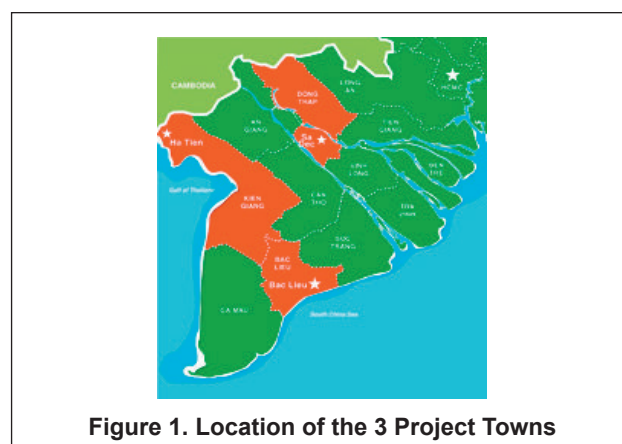 CAMBODIA
LONG
AN
HCMC
DONG
THAP
AN
GIANG
TIEN
GIANG
Ha Tien
Sa
Dec
BEN
TRE
VINH
LONG
Gulf of Thailand
CAN
THO
TRA
VINH
KIEN
GIANG
SOC
TRANG
BAC
LIEU
Bac Lieu
CA MAU
South China Sea
Figure 1. Location of the 3 Project Towns